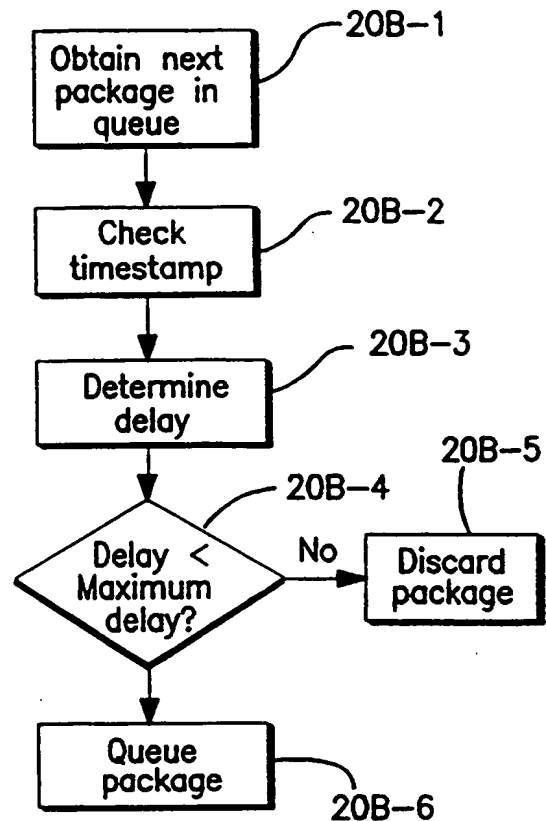 20B-1
Obtain next
package in
queue
20B-2
Check
timestamp
20B-3
Determine
delay
20B-4
Delay <
Maximum
delay?
No
20B-5
Discard
package
Queue
package
20B-6